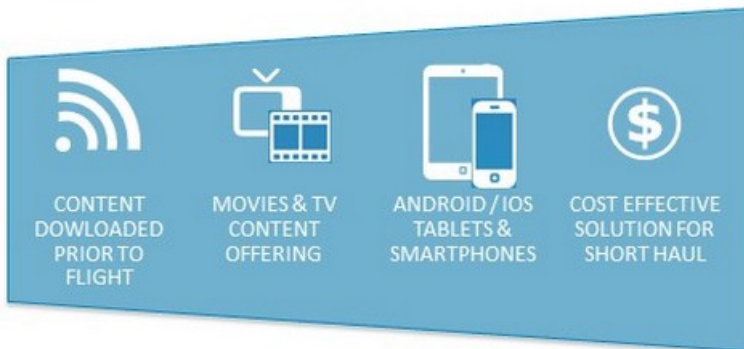 CONTENT
DOWLOADED
PRIOR TO
FLIGHT
MOVIES & TV
CONTENT
OFFERING
ANDROID / IOS
TABLETS &
SMARTPHONES
$
COST EFFECTIVE
SOLUTION FOR
SHORT HAUL